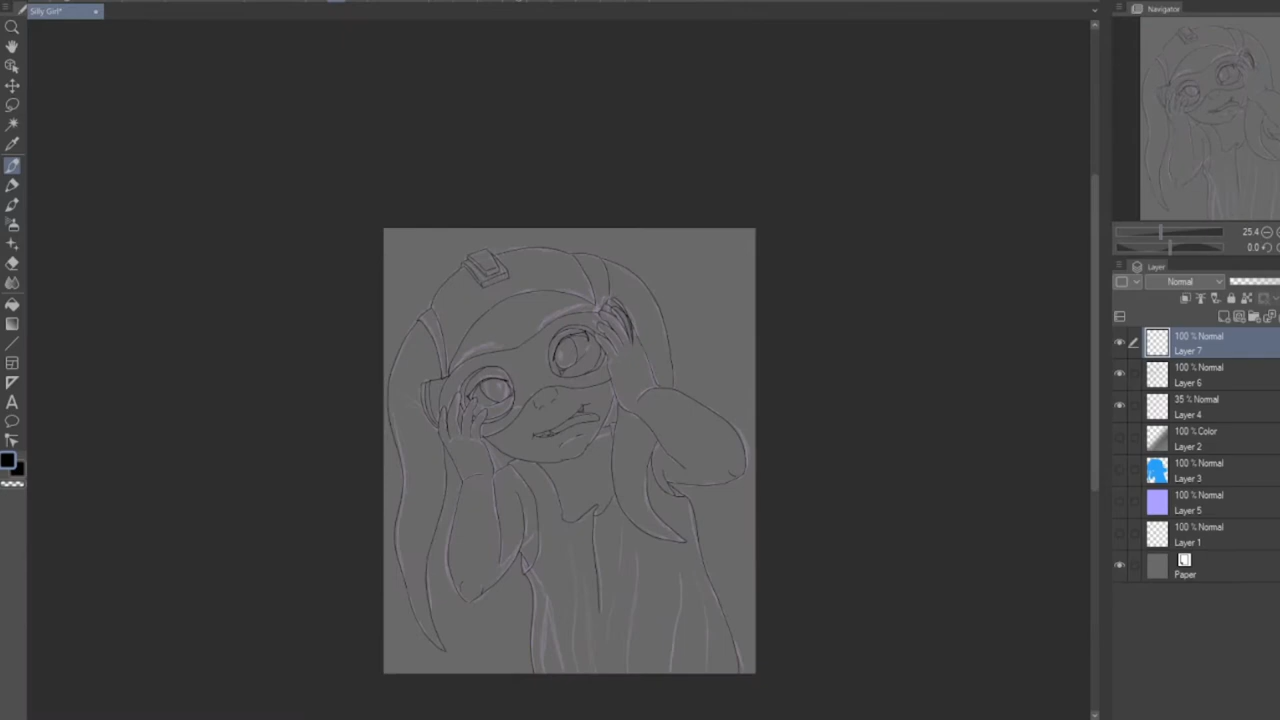 Silly Girl*
Navigator
25.4
0.0
Layer
Normal
100 % Normal
Layer 7
100 % Normal
Layer 6
35 % Normal
Layer 4
100 % Color
Layer 2
100 % Normal
Layer 3
100 % Normal
Layer 5
100 % Normal
Layer 1
Paper